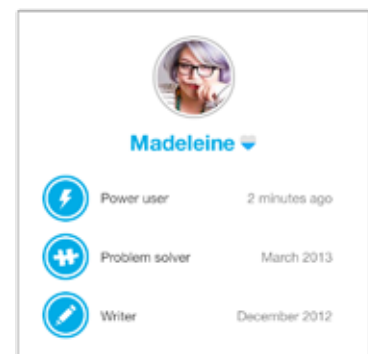 Madeleine
Power user 2 minutes ago
Problem solver March 2013
Writer December 2012